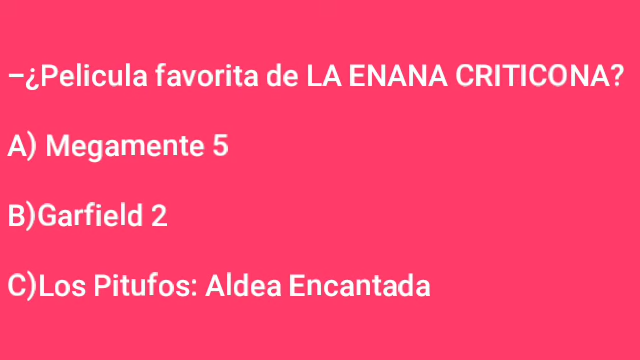 –¿Pelicula favorita de LA ENANA CRITICONA?
A) Megamente 5
B)Garfield 2
C)Los Pitufos: Aldea Encantada